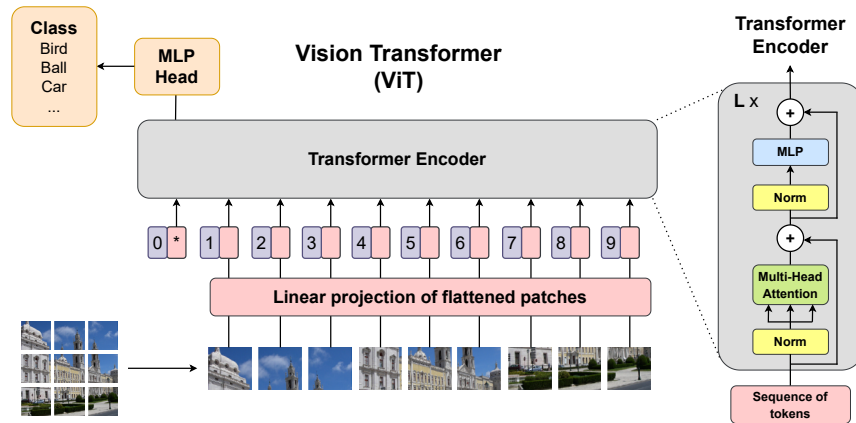 Class
Bird
Ball
Car
...
MLP
Head
Vision Transformer
(ViT)
Transformer Encoder
0 * 1 2 3 4 5 6 7 8 9
Linear projection of flattened patches
Transformer
Encoder
L x
+
MLP
Norm
+
Multi-Head
Attention
Norm
Sequence of
tokens